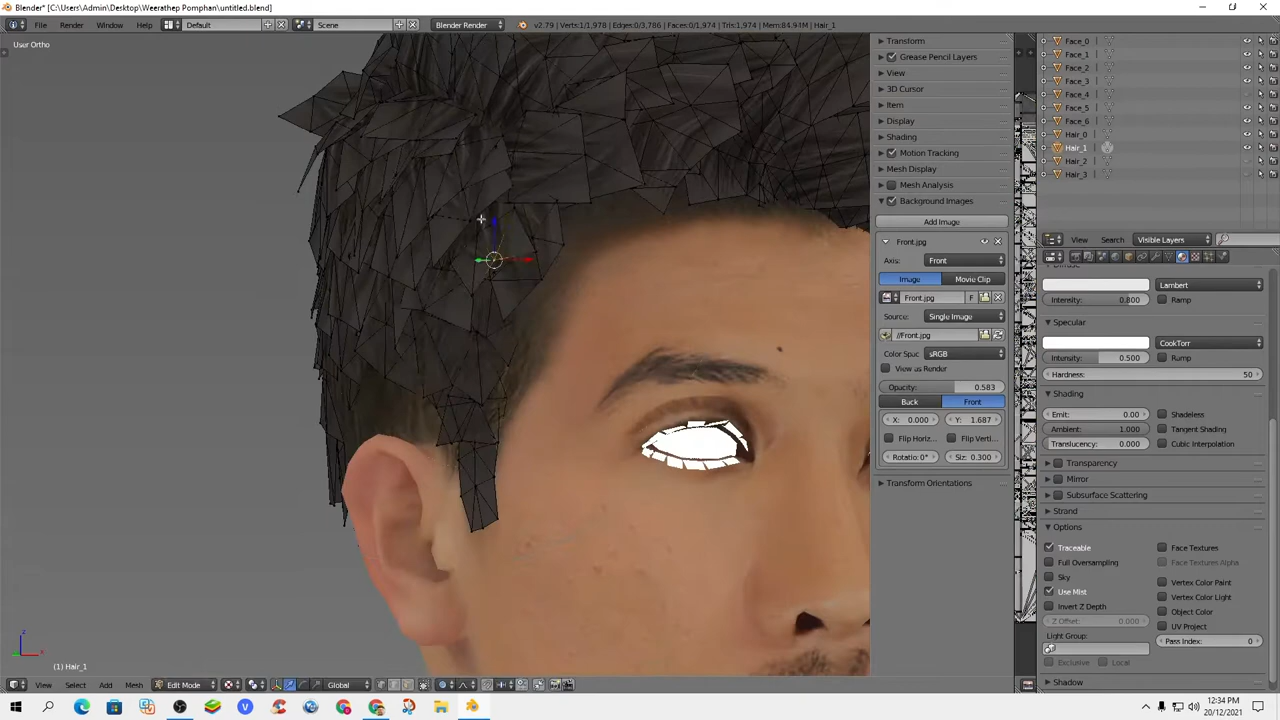 Blender* [C:\Users\Admin\Desktop\Weerathep Pomphan\untitled.blend]
File Render Window Help Default Scene Blender Render v2.79 | Verts:1/1,978 | Edges:0/3,786 | Faces:0/1,974 | Tris:1,974 | Mem:84.94M | Hair_1
User Ortho
Transform
Grease Pencil Layers
View
3D Cursor
Item
Display
Shading
Motion Tracking
Mesh Display
Mesh Analysis
Background Images
Add Image
Front.jpg
Axis: Front
Image Movie Clip
Front.jpg F
Source: Single Image
//Front.jpg
Color Spac sRGB
View as Render
Opacity: 0.583
Back Front
X: 0.000 Y: 1.687
Flip Horiz... Flip Verti...
Rotatio: 0° Siz: 0.300
Transform Orientations
Face_0
Face_1
Face_2
Face_3
Face_4
Face_5
Face_6
Hair_0
Hair_1
Hair_2
Hair_3
View Search Visible Layers
Diffuse
Lambert
Intensity: 0.800 Ramp
Specular
CookTorr
Intensity: 0.500 Ramp
Hardness: 50
Shading
Emit: 0.00 Shadeless
Ambient: 1.000 Tangent Shading
Translucency: 0.000 Cubic Interpolation
Transparency
Mirror
Subsurface Scattering
Strand
Options
Traceable Face Textures
Full Oversampling Face Textures Alpha
Sky Vertex Color Paint
Use Mist Vertex Color Light
Invert Z Depth Object Color
Z Offset: 0.000 UV Project
Light Group: Pass Index: 0
Exclusive Local
Shadow
z
x
(1) Hair_1
View Select Add Mesh Edit Mode Global
12:34 PM
20/12/2021